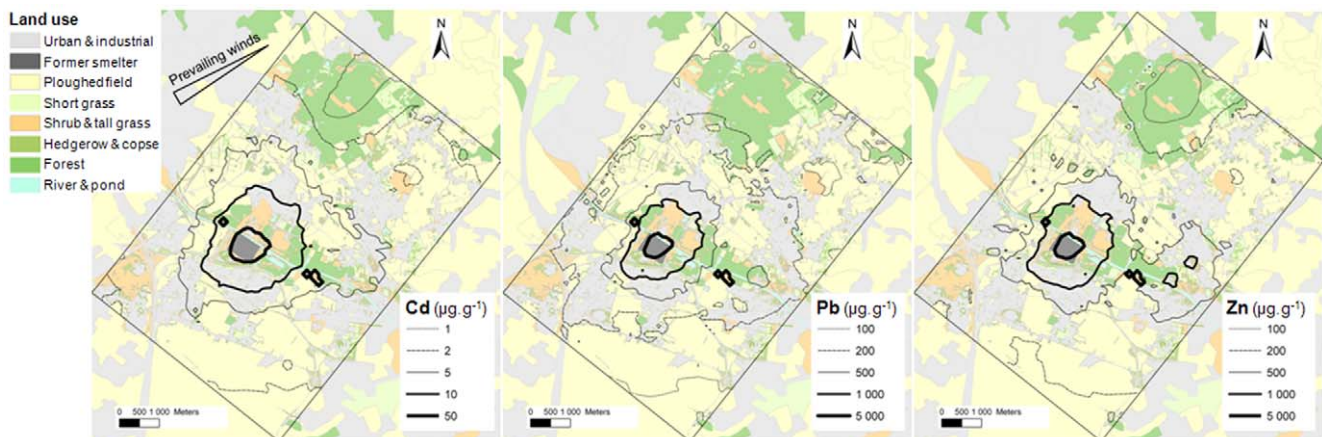 Land use
Urban & industrial
Former smelter
Ploughed field
Short grass
Shrub & tall grass
Hedgerow & copse
Forest
River & pond
Prevailing winds
N
Cd (µg.g⁻¹)
1
2
5
10
50
0 500 1 000 Meters
N
Pb (µg.g⁻¹)
100
200
500
1 000
5 000
0 500 1 000 Meters
N
Zn (µg.g⁻¹)
100
200
500
1 000
5 000
0 500 1 000 Meters